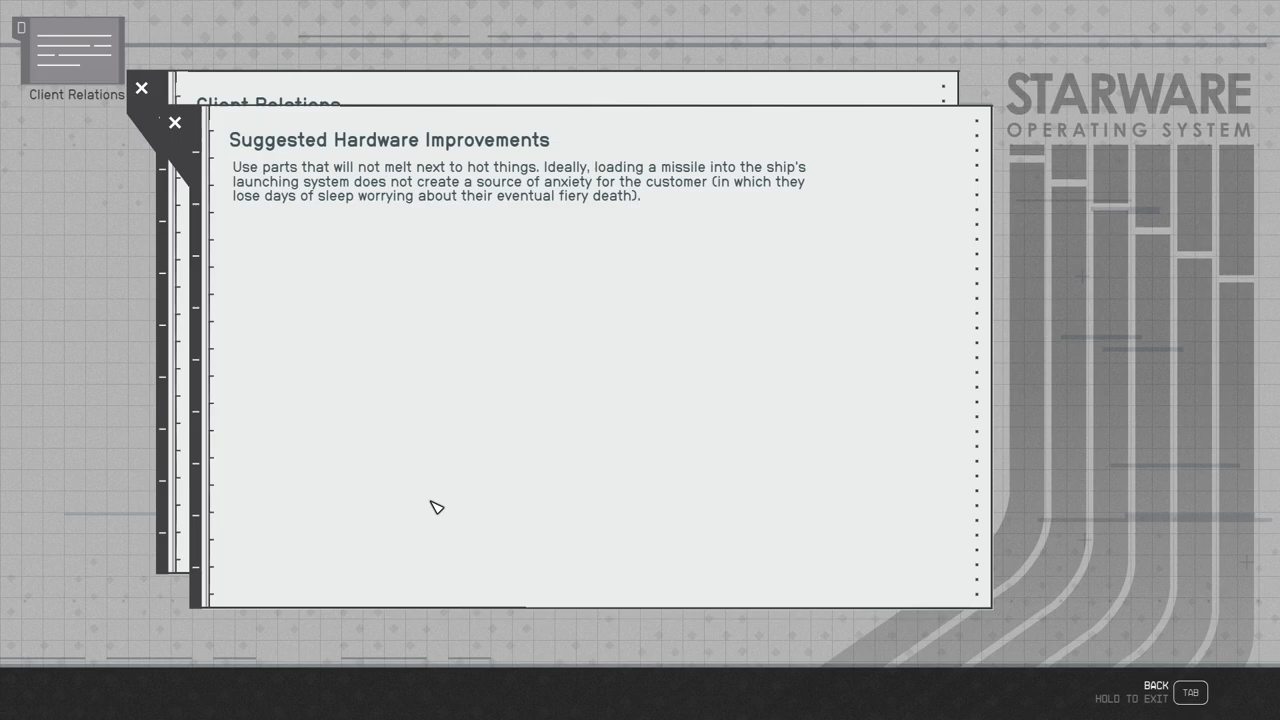 Client Relations
Client Relations
Suggested Hardware Improvements
Use parts that will not melt next to hot things. Ideally, loading a missile into the ship's
launching system does not create a source of anxiety for the customer (in which they
lose days of sleep worrying about their eventual fiery death).
STARWARE
OPERATING SYSTEM
BACK
HOLD TO EXIT
TAB